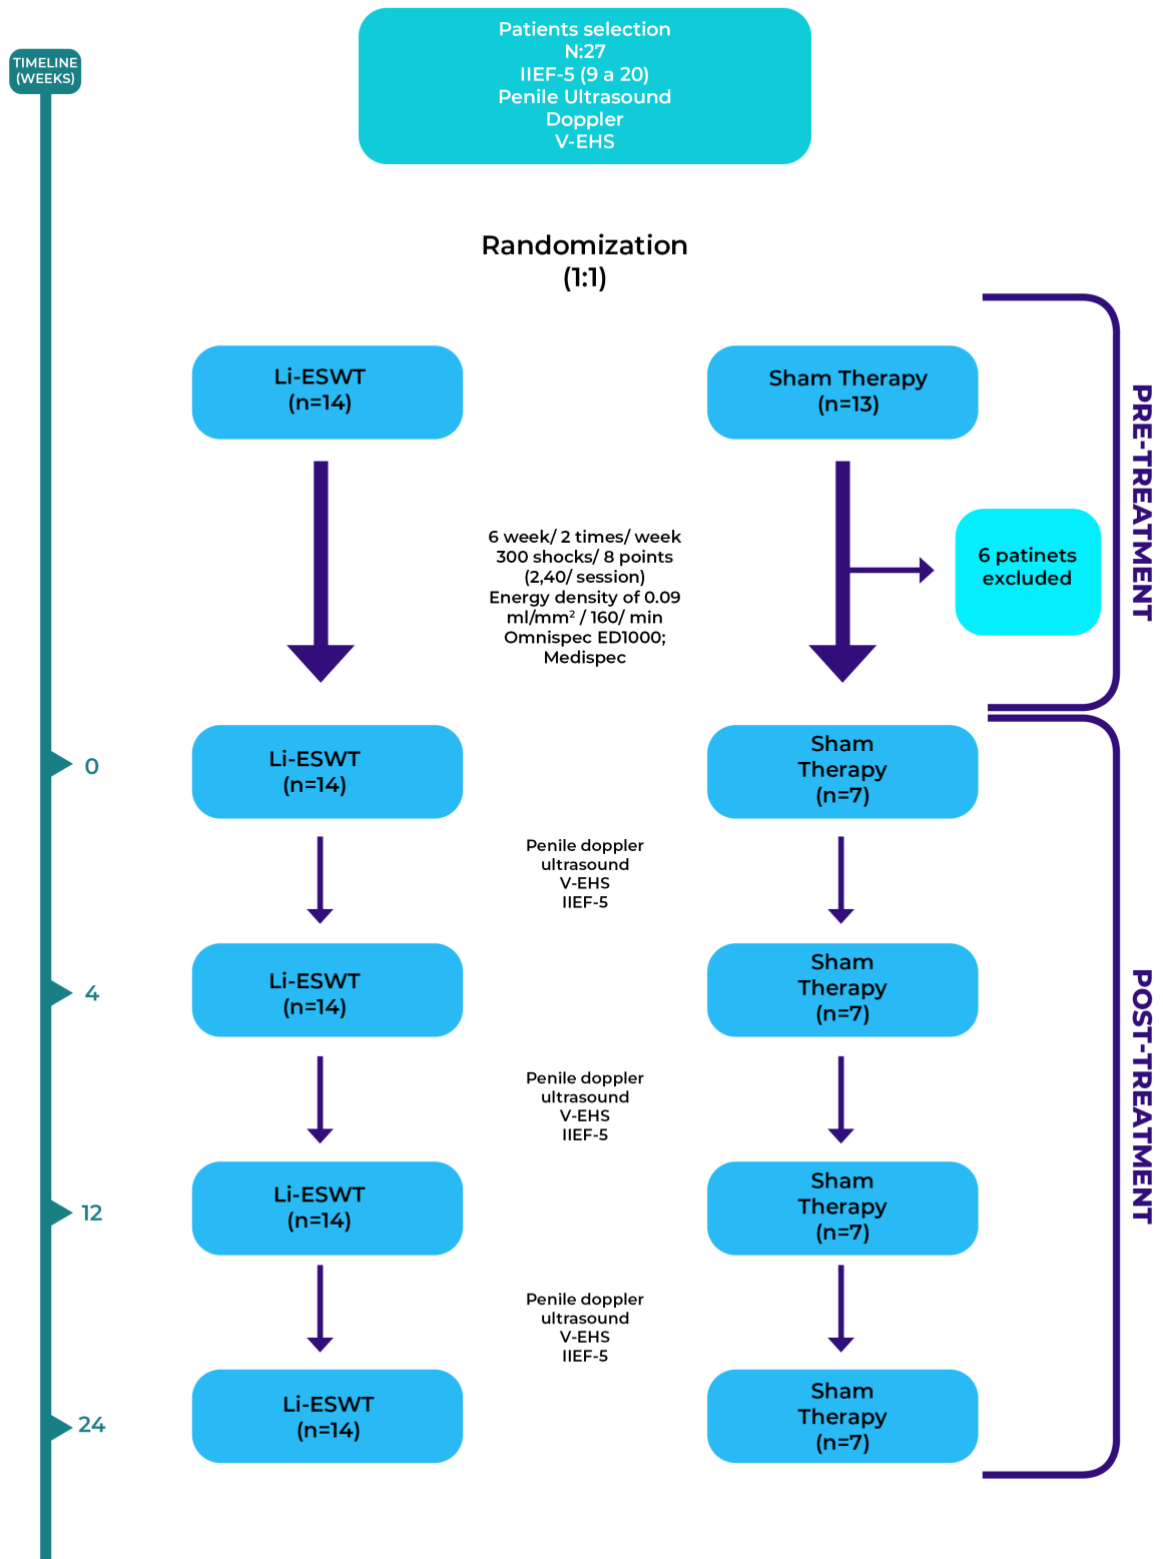 Patients selection
N:27
IIEF-5 (9 a 20)
Penile Ultrasound
Doppler
V-EHS
TIMELINE
(WEEKS)
Randomization
(1:1)
Li-ESWT
(n=14)
Sham Therapy
(n=13)
PRE-TREATMENT
6 week/ 2 times/ week
300 shocks/ 8 points
(2,40/ session)
Energy density of 0.09
ml/mm² / 160/ min
Omnispec ED1000;
Medispec
6 patinets
excluded
0
Li-ESWT
(n=14)
Sham
Therapy
(n=7)
Penile doppler
ultrasound
V-EHS
IIEF-5
4
Li-ESWT
(n=14)
Sham
Therapy
(n=7)
POST-TREATMENT
Penile doppler
ultrasound
V-EHS
IIEF-5
12
Li-ESWT
(n=14)
Sham
Therapy
(n=7)
Penile doppler
ultrasound
V-EHS
IIEF-5
24
Li-ESWT
(n=14)
Sham
Therapy
(n=7)